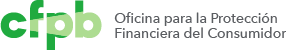 cfpb
Oficina para la Protección
Financiera del Consumidor